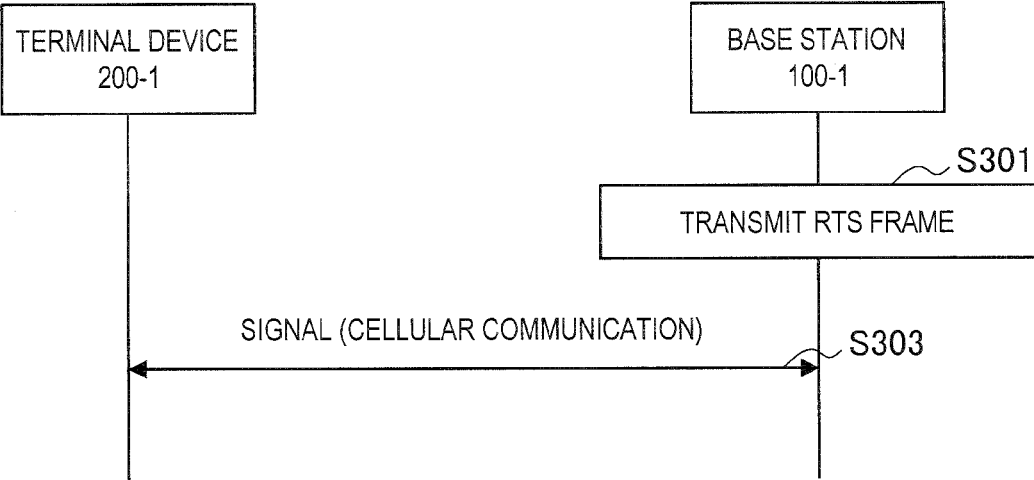 TERMINAL DEVICE
200-1
BASE STATION
100-1
S301
TRANSMIT RTS FRAME
SIGNAL (CELLULAR COMMUNICATION)
S303